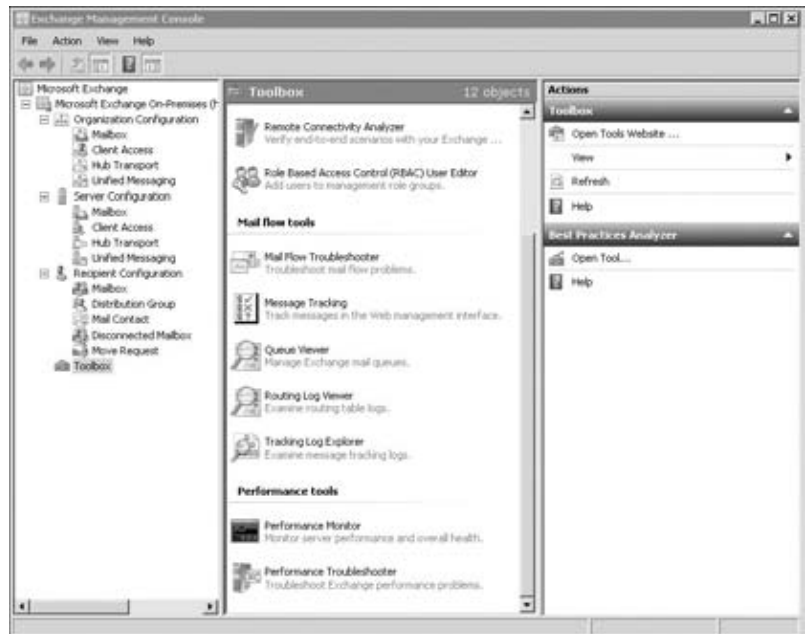 Exchange Management Console
File Action View Help
Microsoft Exchange
Microsoft Exchange On-Premises (h
Organization Configuration
Mailbox
Client Access
Hub Transport
Unified Messaging
Server Configuration
Mailbox
Client Access
Hub Transport
Unified Messaging
Recipient Configuration
Mailbox
Distribution Group
Mail Contact
Disconnected Mailbox
Move Request
Toolbox
Toolbox 12 objects
Remote Connectivity Analyzer
Verify end-to-end scenarios with your Exchange ...
Role Based Access Control (RBAC) User Editor
Add users to management role groups.
Mail flow tools
Mail Flow Troubleshooter
Troubleshoot mail flow problems.
Message Tracking
Track messages in the Web management interface.
Queue Viewer
Manage Exchange mail queues.
Routing Log Viewer
Examine routing table logs.
Tracking Log Explorer
Examine message tracking logs.
Performance tools
Performance Monitor
Monitor server performance and overall health.
Performance Troubleshooter
Troubleshoot Exchange performance problems.
Actions
Toolbox
Open Tools Website ...
View
Refresh
Help
Best Practices Analyzer
Open Tool...
Help